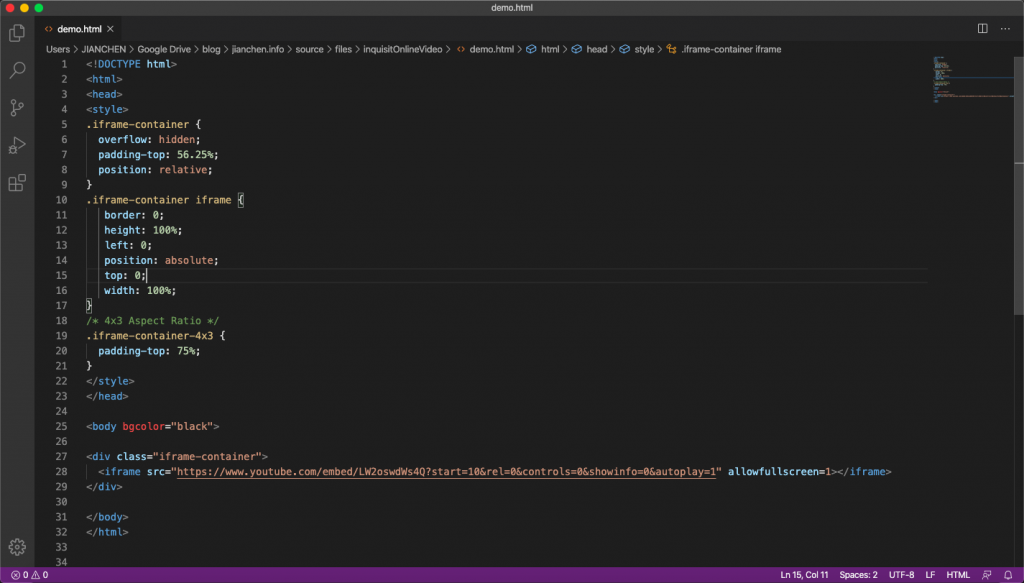 demo.html
demo.html
Users > JIANCHEN > Google Drive > blog > jianchen.info > source > files > inquisitOnlineVideo > demo.html > html > head > style > .iframe-container iframe
1 <!DOCTYPE html>
2 <html>
3 <head>
4 <style>
5 .iframe-container {
6   overflow: hidden;
7   padding-top: 56.25%;
8   position: relative;
9 }
10 .iframe-container iframe {
11    border: 0;
12    height: 100%;
13    left: 0;
14    position: absolute;
15    top: 0;
16    width: 100%;
17 }
18 /* 4x3 Aspect Ratio */
19 .iframe-container-4x3 {
20   padding-top: 75%;
21 }
22 </style>
23 </head>
24
25 <body bgcolor="black">
26
27 <div class="iframe-container">
28   <iframe src="https://www.youtube.com/embed/LW2oswdWs4Q?start=10&rel=0&controls=0&showinfo=0&autoplay=1" allowfullscreen=1></iframe>
29 </div>
30
31 </body>
32 </html>
33
34
0 0 Ln 15, Col 11 Spaces: 2 UTF-8 LF HTML